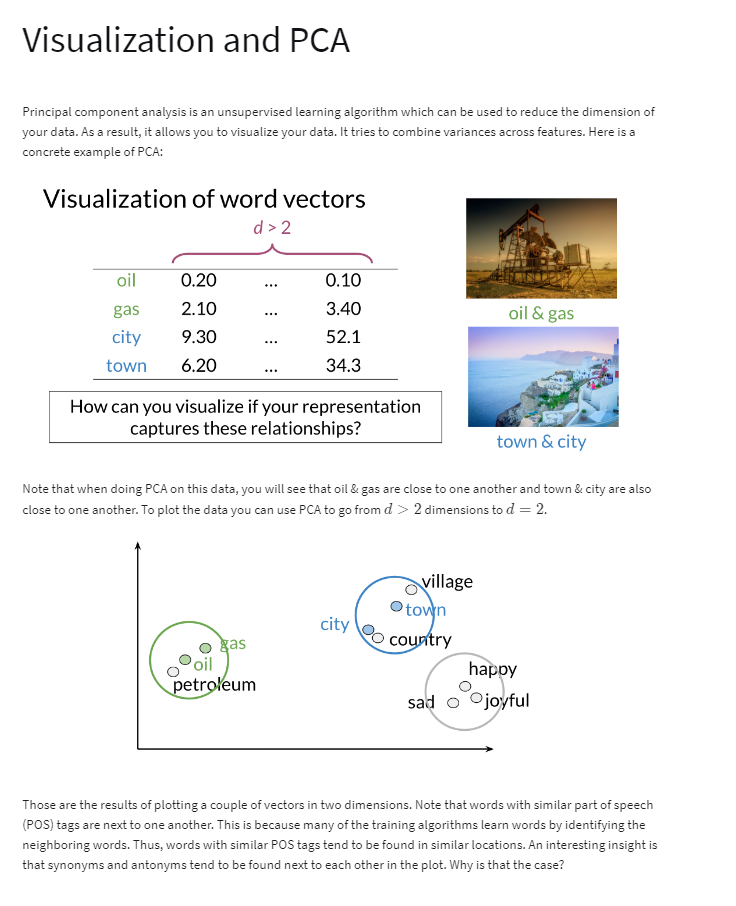 Visualization and PCA
Principal component analysis is an unsupervised learning algorithm which can be used to reduce the dimension of
your data. As a result, it allows you to visualize your data. It tries to combine variances across features. Here is a
concrete example of PCA:
Visualization of word vectors
d > 2
oil 0.20 ... 0.10
gas 2.10 ... 3.40
city 9.30 ... 52.1
town 6.20 ... 34.3
How can you visualize if your representation
captures these relationships?
oil & gas
town & city
Note that when doing PCA on this data, you will see that oil & gas are close to one another and town & city are also
close to one another. To plot the data you can use PCA to go from d > 2 dimensions to d = 2.
village
town
city
country
gas
oil
petroleum
happy
sad
joyful
Those are the results of plotting a couple of vectors in two dimensions. Note that words with similar part of speech
(POS) tags are next to one another. This is because many of the training algorithms learn words by identifying the
neighboring words. Thus, words with similar POS tags tend to be found in similar locations. An interesting insight is
that synonyms and antonyms tend to be found next to each other in the plot. Why is that the case?